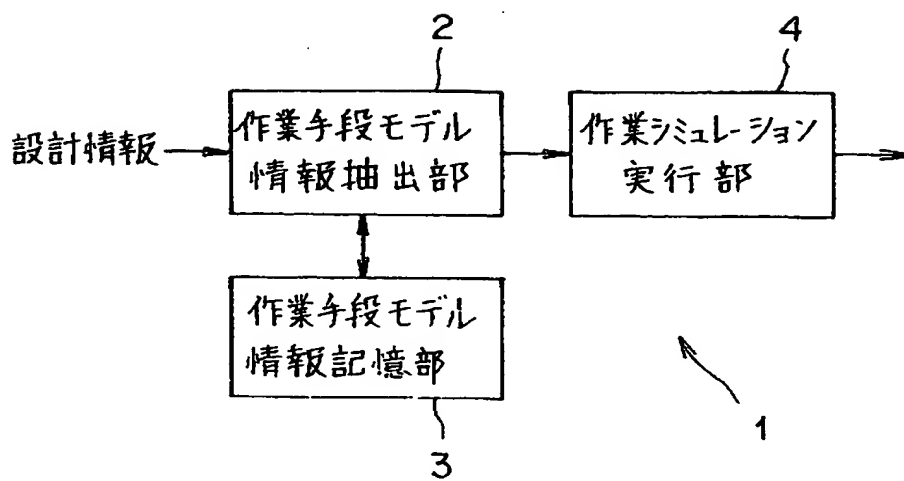 2
4
設計情報
作業手段モデル
情報抽出部
作業シミュレーション
実行部
作業手段モデル
情報記憶部
3
1